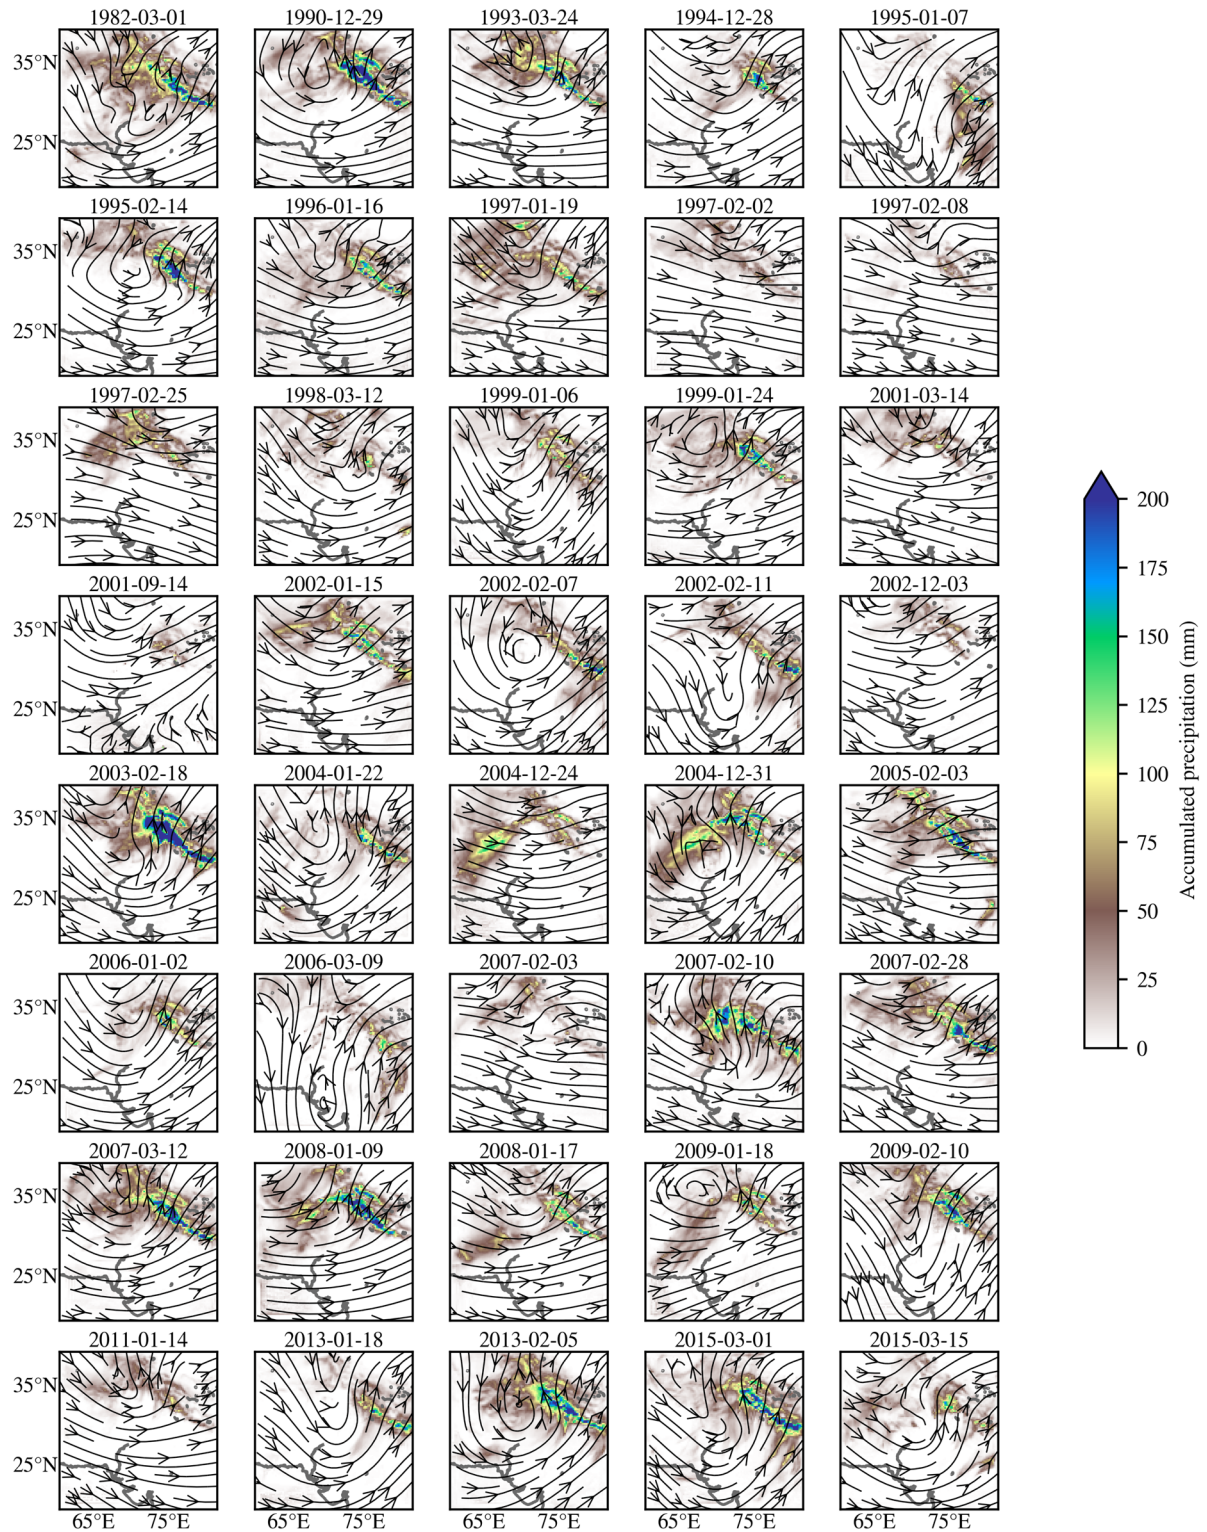 1982-03-01 1990-12-29 1993-03-24 1994-12-28 1995-01-07
35°N
25°N
1995-02-14 1996-01-16 1997-01-19 1997-02-02 1997-02-08
35°N
25°N
1997-02-25 1998-03-12 1999-01-06 1999-01-24 2001-03-14
35°N
25°N
2001-09-14 2002-01-15 2002-02-07 2002-02-11 2002-12-03
35°N
25°N
2003-02-18 2004-01-22 2004-12-24 2004-12-31 2005-02-03
35°N
25°N
2006-01-02 2006-03-09 2007-02-03 2007-02-10 2007-02-28
35°N
25°N
2007-03-12 2008-01-09 2008-01-17 2009-01-18 2009-02-10
35°N
25°N
2011-01-14 2013-01-18 2013-02-05 2015-03-01 2015-03-15
35°N
25°N
65°E 75°E 65°E 75°E 65°E 75°E 65°E 75°E 65°E 75°E
200
175
150
125
100
75
50
25
0
Accumulated precipitation (mm)